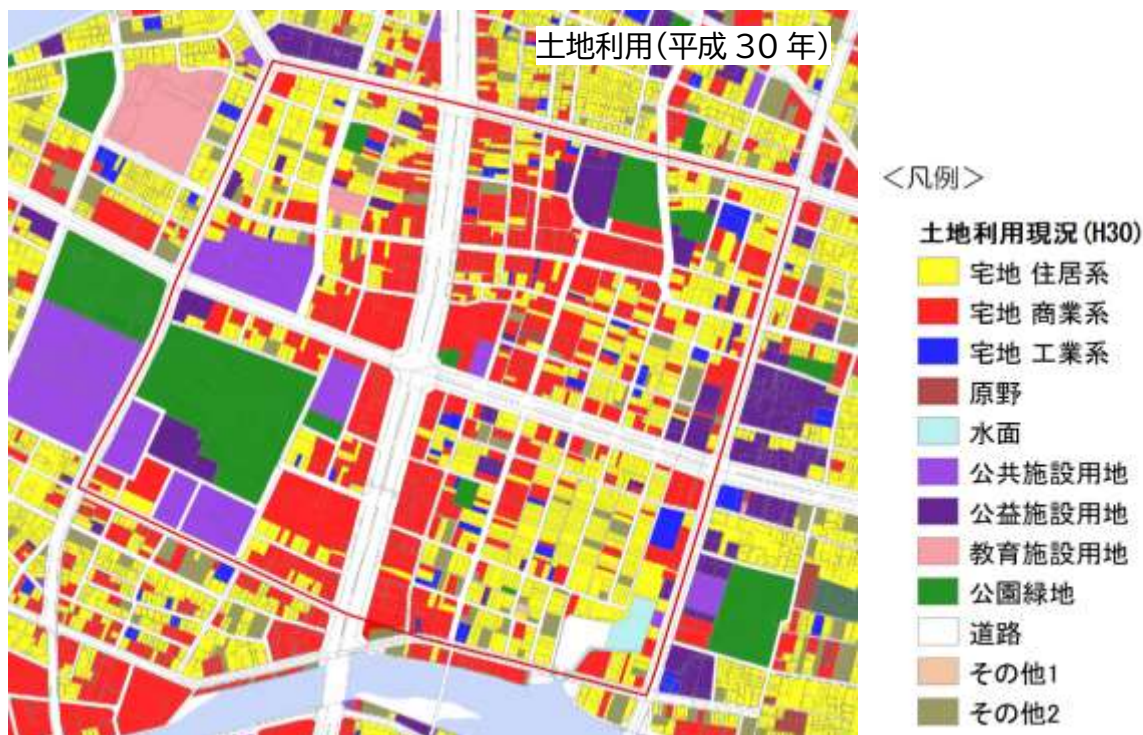 土地利用(平成 30 年)
<凡例>
土地利用現況(H30)
宅地 住居系
宅地 商業系
宅地 工業系
原野
水面
公共施設用地
公益施設用地
教育施設用地
公園緑地
道路
その他1
その他2